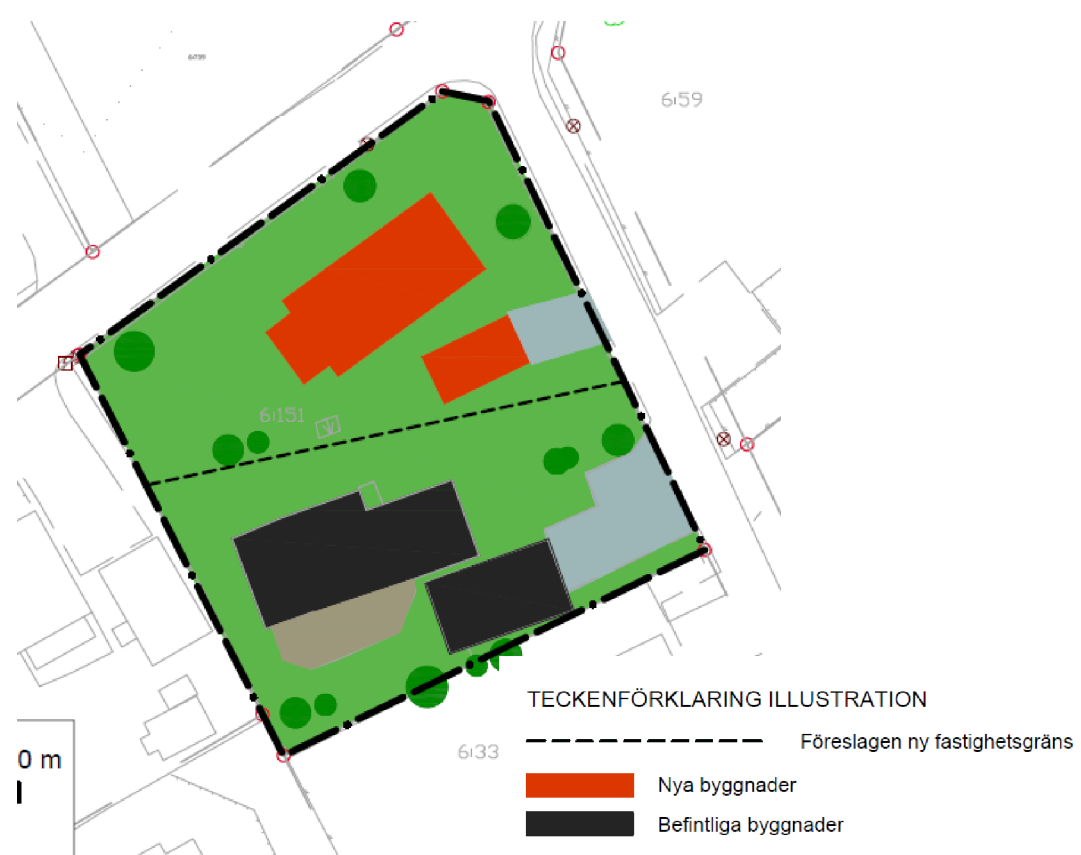 6:59
6:151
6:33
0 m
TECKENFÖRKLARING ILLUSTRATION
Föreslagen ny fastighetsgräns
Nya byggnader
Befintliga byggnader